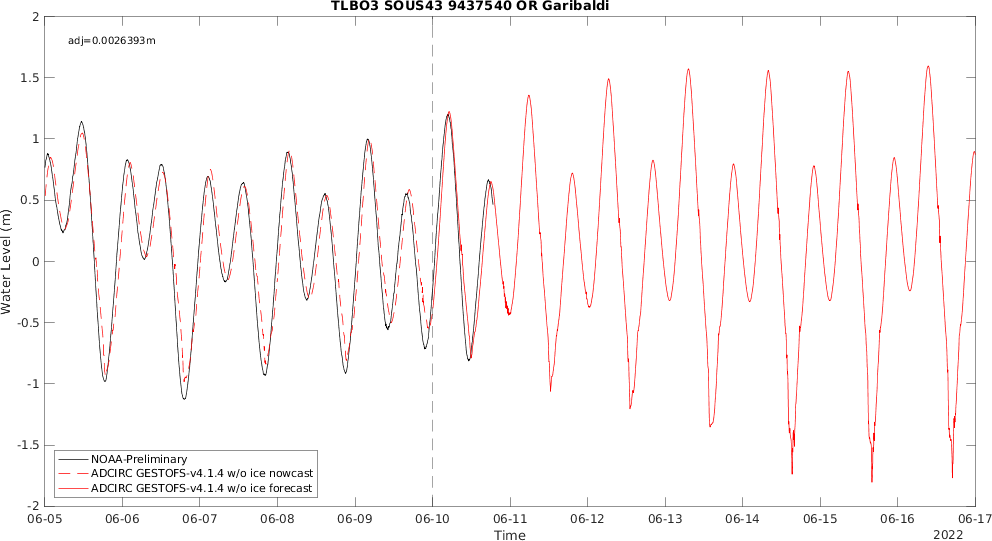 TLBO3 SOUS43 9437540 OR Garibaldi
adj=0.0026393m
2
1.5
1
0.5
0
-0.5
-1
-1.5
-2
Water Level (m)
NOAA-Preliminary
ADCIRC GESTOFS-v4.1.4 w/o ice nowcast
ADCIRC GESTOFS-v4.1.4 w/o ice forecast
06-05 06-06 06-07 06-08 06-09 06-10 06-11 06-12 06-13 06-14 06-15 06-16 06-17
Time
2022